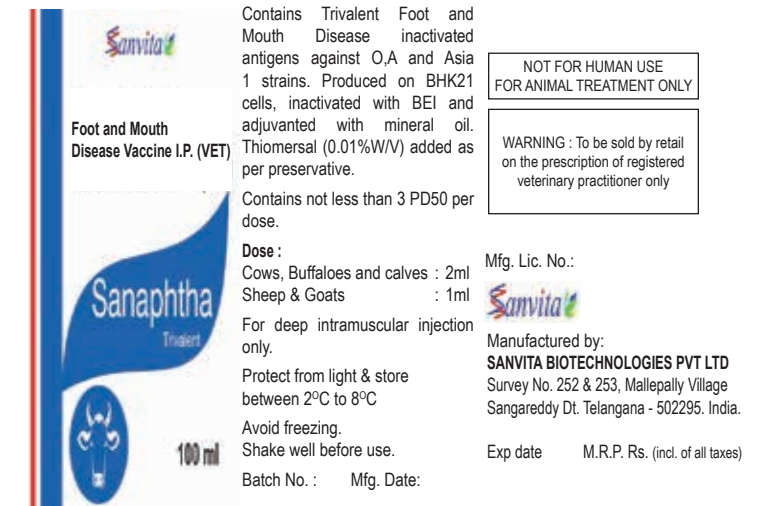 Sanvita
Foot and Mouth
Disease Vaccine I.P. (VET)
Sanaphtha
Trivalent
100 ml
Contains Trivalent Foot and
Mouth Disease inactivated
antigens against O,A and Asia
1 strains. Produced on BHK21
cells, inactivated with BEI and
adjuvanted with mineral oil.
Thiomersal (0.01%W/V) added as
per preservative.
Contains not less than 3 PD50 per
dose.
Dose :
Cows, Buffaloes and calves : 2ml
Sheep & Goats : 1ml
For deep intramuscular injection
only.
Protect from light & store
between 2⁰C to 8⁰C
Avoid freezing.
Shake well before use.
Batch No. : Mfg. Date:
NOT FOR HUMAN USE
FOR ANIMAL TREATMENT ONLY
WARNING : To be sold by retail
on the prescription of registered
veterinary practitioner only
Mfg. Lic. No.:
Sanvita
Manufactured by:
SANVITA BIOTECHNOLOGIES PVT LTD
Survey No. 252 & 253, Mallepally Village
Sangareddy Dt. Telangana - 502295. India.
Exp date M.R.P. Rs. (incl. of all taxes)